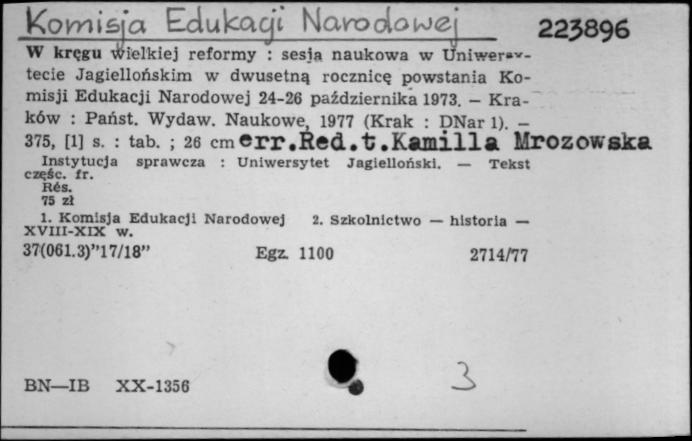 Komisja Edukacji Narodowej 223896
W kręgu wielkiej reformy : sesja naukowa w Uniwersy-
tecie Jagiellońskim w dwusetną rocznicę powstania Ko-
misji Edukacji Narodowej 24-26 października 1973. — Kra-
ków : Państ. Wydaw. Naukowe, 1977 (Krak : DNar 1). —
375, [1] s. : tab. ; 26 cm err.Red.t.Kamilla Mrozowska
Instytucja sprawcza : Uniwersytet Jagielloński. — Tekst
częśc. fr.
Rés.
75 zł
1. Komisja Edukacji Narodowej 2. Szkolnictwo — historia —
XVIII-XIX w.
37(061.3)”17/18” Egz. 1100 2714/77
3
BN—IB XX-1356